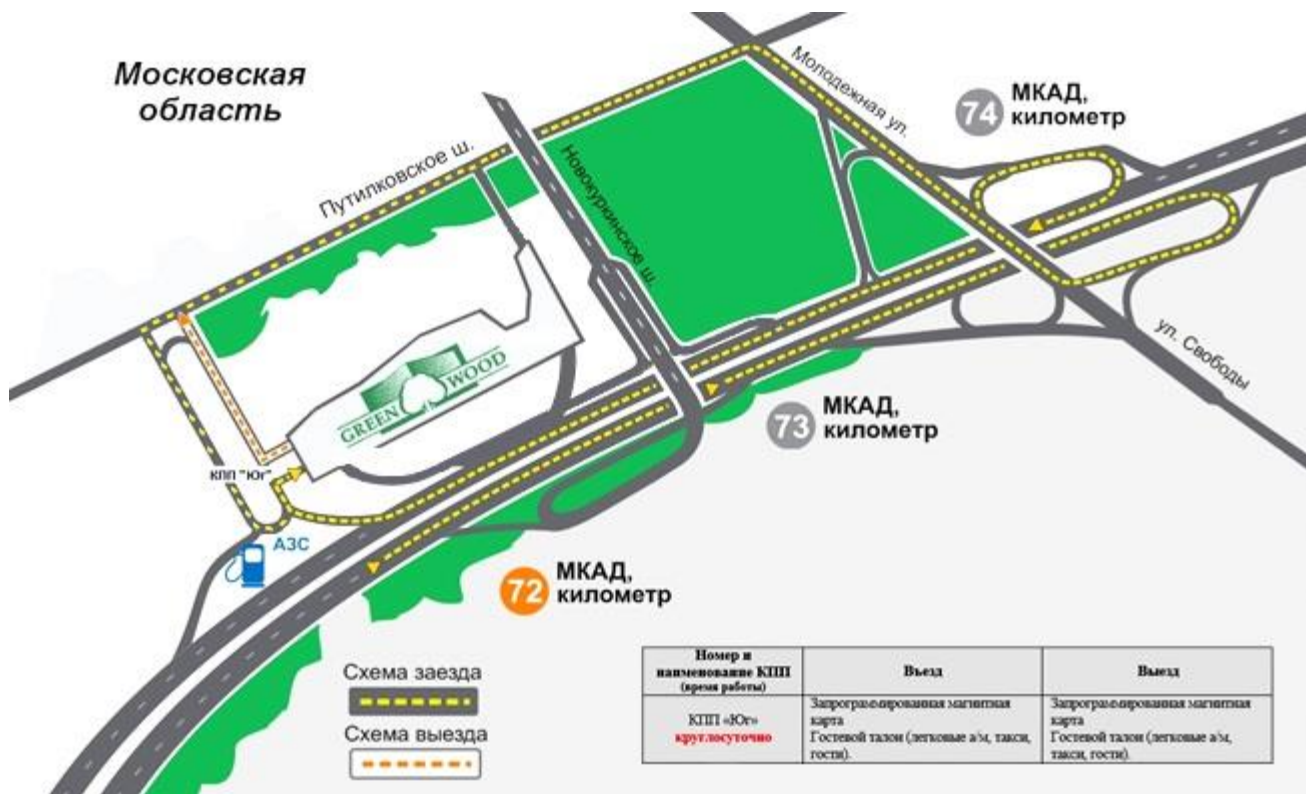 Московская
область
Молодежная ул.
74
МКАД,
километр
Путилковское ш.
Новокуркинское ш.
ул. Свободы
GREEN WOOD
73
МКАД,
километр
КПП "Юг"
АЗС
72
МКАД,
километр
Схема заезда
Схема выезда
Номер и
наименование КПП
(время работы)
Въезд
Выезд
КПП «Юг»
круглосуточно
Запрограммированная магнитная
карта
Гостевой талон (легковые а/м, такси,
гости).
Запрограммированная магнитная
карта
Гостевой талон (легковые а/м,
такси, гости).